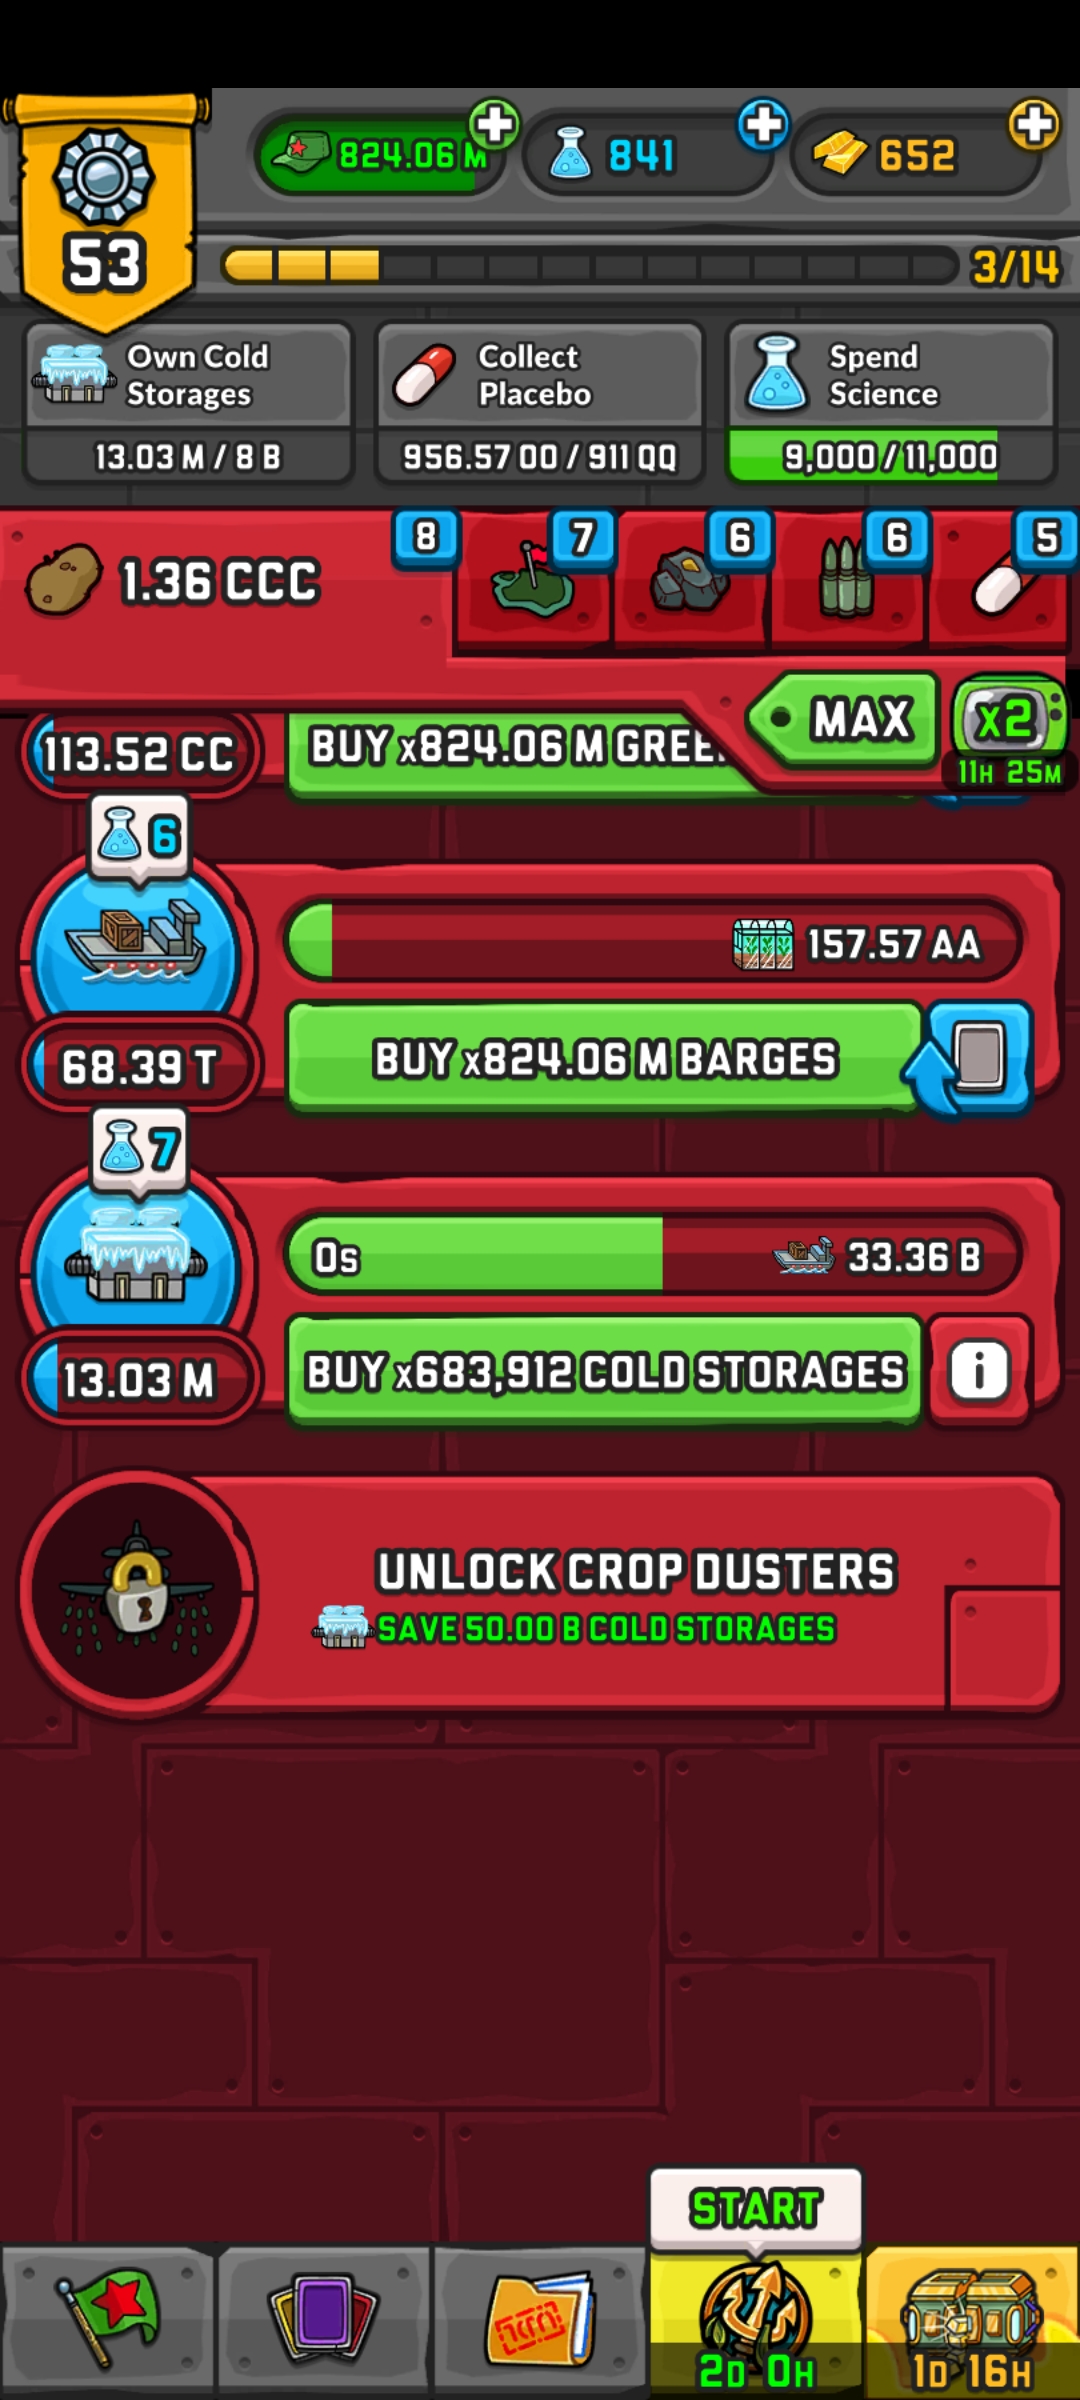 824.06 M
841
652
53
3/14
Own Cold
Storages
13.03 M / 8 B
Collect
Placebo
956.57 OO / 911 QQ
Spend
Science
9,000 / 11,000
1.36 CCC
8
7
6
6
5
MAX
x2
11H 25M
113.52 CC
BUY x824.06 M
6
157.57 AA
68.39 T
BUY x824.06 M BARGES
7
0s
33.36 B
13.03 M
BUY x683,912 COLD STORAGES
i
UNLOCK CROP DUSTERS
SAVE 50.00 B COLD STORAGES
START
2D 0H
1D 16H